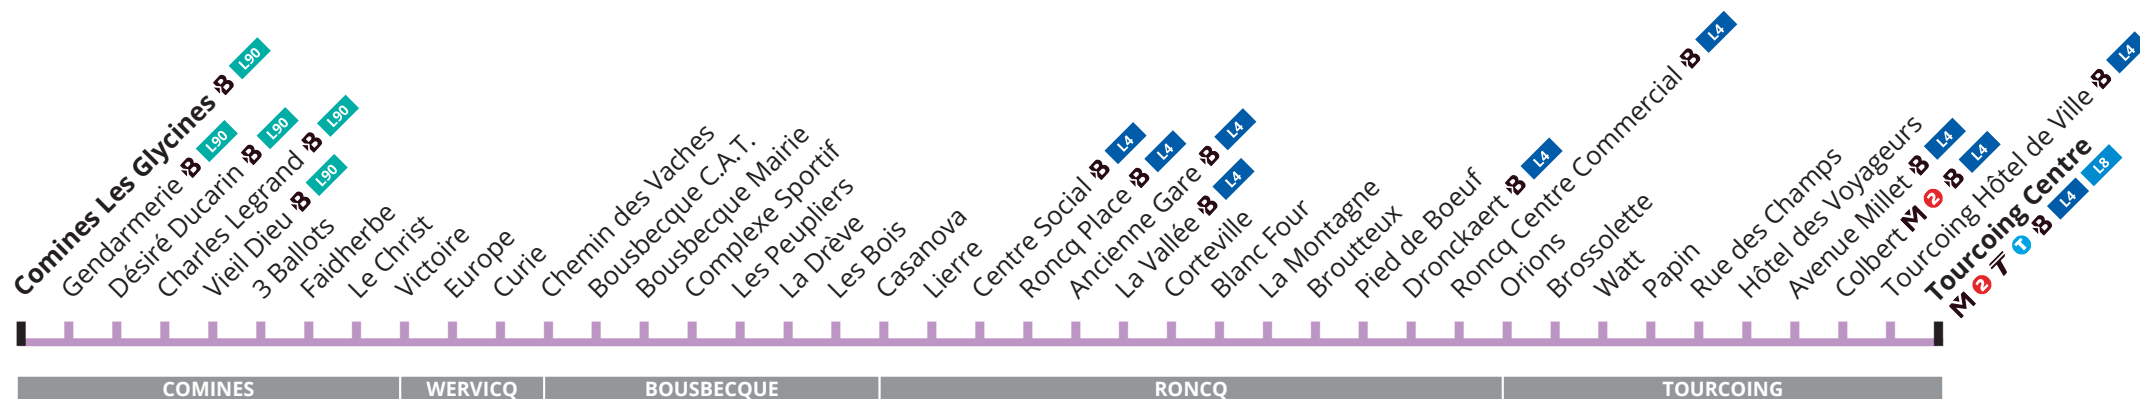 Comines Les Glycines B L90
Gendarmerie B L90
Désiré Ducarin B L90
Charles Legrand B L90
Vieil Dieu B L90
3 Ballots
Faidherbe
Le Christ
Victoire
Europe
Curie
Chemin des Vaches
Bousbecque C.A.T.
Bousbecque Mairie
Complexe Sportif
Les Peupliers
La Drève
Les Bois
Casanova
Lierre
Centre Social B L4
Roncq Place B L4
Ancienne Gare B L4
La Vallée B L4
Corteville
Blanc Four
La Montagne
Broutteux
Pied de Boeuf
Dronckaert B L4
Roncq Centre Commercial B L4
Orions
Brossolette
Watt
Papin
Rue des Champs
Hôtel des Voyageurs
Avenue Millet B L4
Colbert M 2 B L4
Tourcoing Hôtel de Ville B L4
Tourcoing Centre
M 2 T T B L4 L8
COMINES
WERVICQ
BOUSBECQUE
RONCQ
TOURCOING